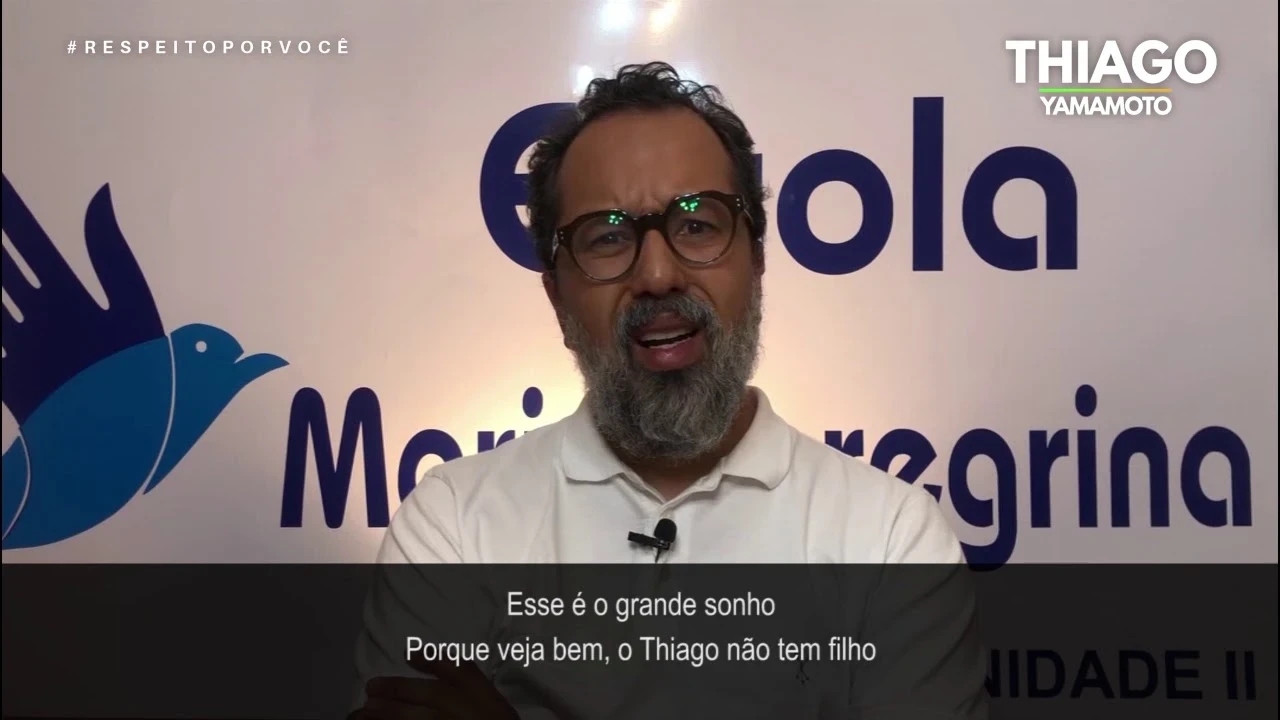 #RESPEITOPORVOCÊ
THIAGO
YAMAMOTO
Esse é o grande sonho
Porque veja bem, o Thiago não tem filho